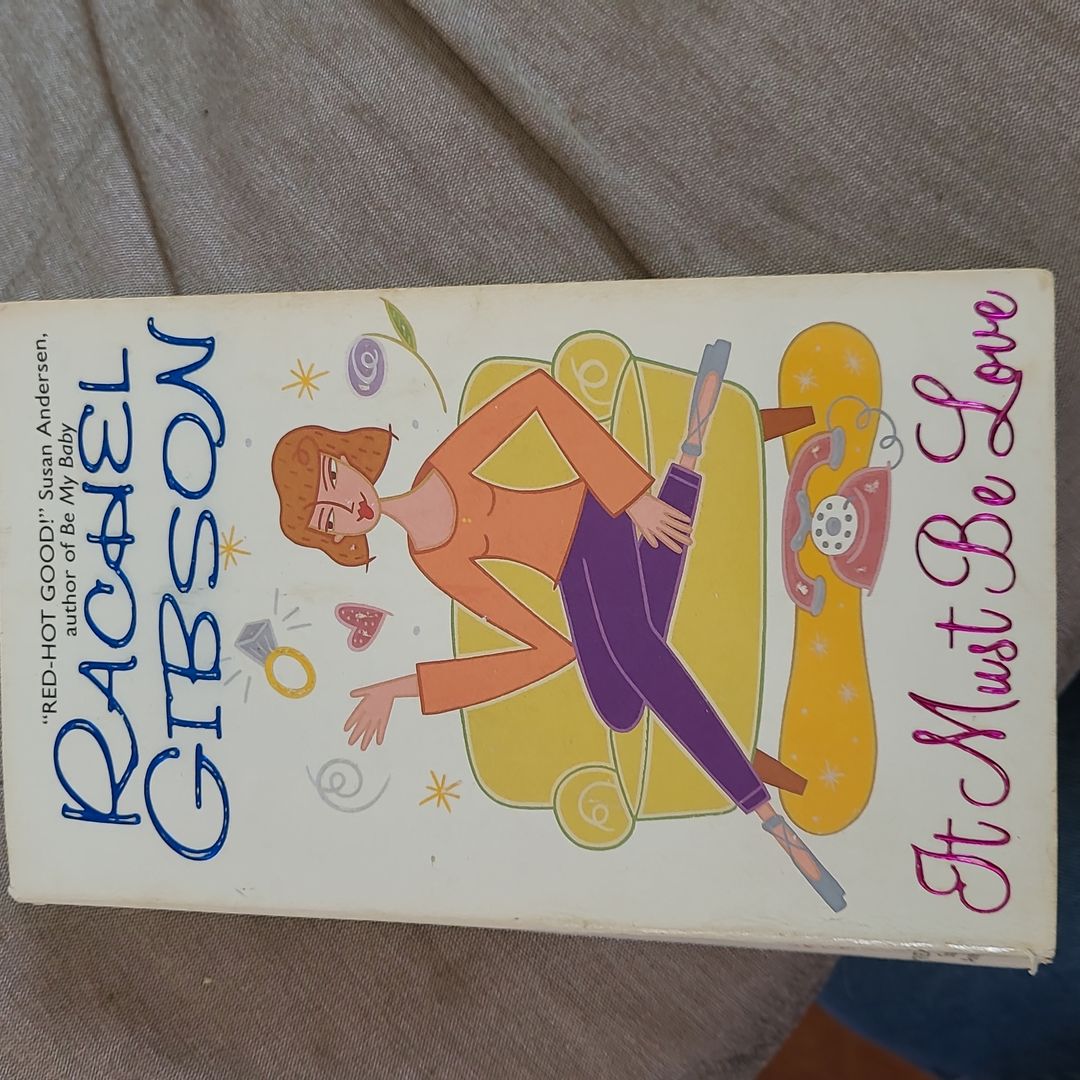 “RED-HOT GOOD!” Susan Andersen,
author of Be My Baby
RACHEL
GIBSON
It Must Be Love